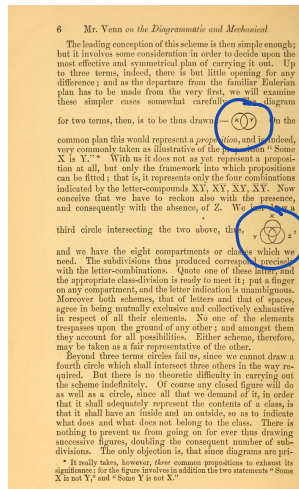 6 Mr. Venn on the Diagrammatic and Mechanical
The leading conception of this scheme is then simple enough;
but it involves some consideration in order to decide upon the
most effective and symmetrical plan of carrying it out. Up
to three terms, indeed, there is but little opening for any
difference; and as the departure from the familiar Eulerian
plan has to be made from the very first, we will examine
these simpler cases somewhat carefully. The diagram
for two terms, then, is to be thus drawn— X Y On the
common plan this would represent a proposition, and is indeed,
very commonly taken as illustrative of the proposition "Some
X is Y."* With us it does not as yet represent a proposi-
tion at all, but only the framework into which propositions
can be fitted; that is, it represents only the four combinations
indicated by the letter-compounds
conceive that we have to reckon also with the presence,
and consequently with the absence, of Z. We just draw a
X
third circle intersecting the two above, thus, Y Z,
and we have the eight compartments or classes which we
need. The subdivisions thus produced correspond precisely
with the letter-combinations. Quote one of these latter, and
the appropriate class-division is ready to meet it; put a finger
on any compartment, and the letter indication is unambiguous.
Moreover both schemes, that of letters and that of spaces,
agree in being mutually exclusive and collectively exhaustive
in respect of all their elements. No one of the elements
trespasses upon the ground of any other; and amongst them
they account for all possibilities. Either scheme, therefore,
may be taken as a fair representative of the other.
Beyond three terms circles fail us, since we cannot draw a
fourth circle which shall intersect three others in the way re-
quired. But there is no theoretic difficulty in carrying out
the scheme indefinitely. Of course any closed figure will do
as well as a circle, since all that we demand of it, in order
that it shall adequately represent the contents of a class, is
that it shall have an inside and an outside, so as to indicate
what does and what does not belong to the class. There is
nothing to prevent us from going on for ever thus drawing
successive figures, doubling the consequent number of sub-
divisions. The only objection is, that since diagrams are pri-
* It really takes, however, three common propositions to exhaust its
significance; for the figure involves in addition the two statements "Some
X is not Y," and "Some Y is not X."